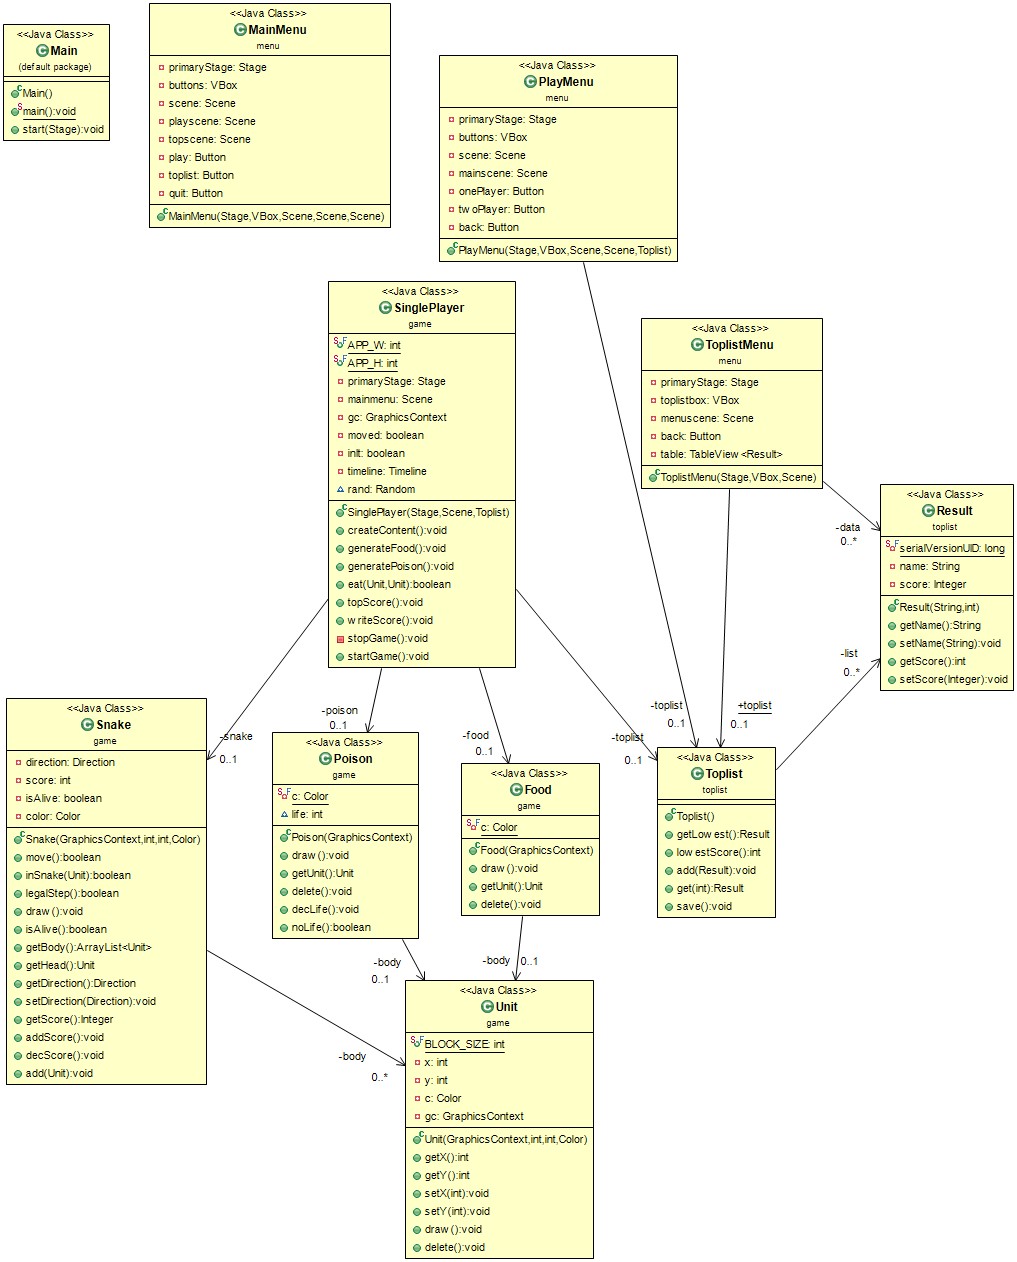 <<Java Class>>
Main
(default package)
Main()
main():void
start(Stage):void
<<Java Class>>
MainMenu
menu
primaryStage: Stage
buttons: VBox
scene: Scene
playscene: Scene
topscene: Scene
play: Button
toplist: Button
quit: Button
MainMenu(Stage,VBox,Scene,Scene,Scene)
<<Java Class>>
PlayMenu
menu
primaryStage: Stage
buttons: VBox
scene: Scene
mainscene: Scene
onePlayer: Button
twoPlayer: Button
back: Button
PlayMenu(Stage,VBox,Scene,Scene,Toplist)
<<Java Class>>
SinglePlayer
game
APP_W: int
APP_H: int
primaryStage: Stage
mainmenu: Scene
gc: GraphicsContext
moved: boolean
inIt: boolean
timeline: Timeline
rand: Random
SinglePlayer(Stage,Scene,Toplist)
createContent():void
generateFood():void
generatePoison():void
eat(Unit,Unit):boolean
topScore():void
writeScore():void
stopGame():void
startGame():void
<<Java Class>>
ToplistMenu
menu
primaryStage: Stage
toplistbox: VBox
menuscene: Scene
back: Button
table: TableView<Result>
ToplistMenu(Stage,VBox,Scene)
-data
0..*
<<Java Class>>
Result
toplist
serialVersionUID: long
name: String
score: Integer
Result(String,int)
getName():String
setName(String):void
getScore():int
setScore(Integer):void
-list
0..*
-snake
0..1
-poison
0..1
-food
0..1
-toplist
0..1
-toplist
0..1
+toplist
0..1
<<Java Class>>
Snake
game
direction: Direction
score: int
isAlive: boolean
color: Color
Snake(GraphicsContext,int,int,Color)
move():boolean
inSnake(Unit):boolean
legalStep():boolean
draw():void
isAlive():boolean
getBody():ArrayList<Unit>
getHead():Unit
getDirection():Direction
setDirection(Direction):void
getScore():Integer
addScore():void
decScore():void
add(Unit):void
<<Java Class>>
Poison
game
c: Color
life: int
Poison(GraphicsContext)
draw():void
getUnit():Unit
delete():void
decLife():void
noLife():boolean
<<Java Class>>
Food
game
c: Color
Food(GraphicsContext)
draw():void
getUnit():Unit
delete():void
<<Java Class>>
Toplist
toplist
Toplist()
getLowest():Result
lowestScore():int
add(Result):void
get(int):Result
save():void
-body
0..1
-body
0..1
-body
0..*
<<Java Class>>
Unit
game
BLOCK_SIZE: int
x: int
y: int
c: Color
gc: GraphicsContext
Unit(GraphicsContext,int,int,Color)
getX():int
getY():int
setX(int):void
setY(int):void
draw():void
delete():void